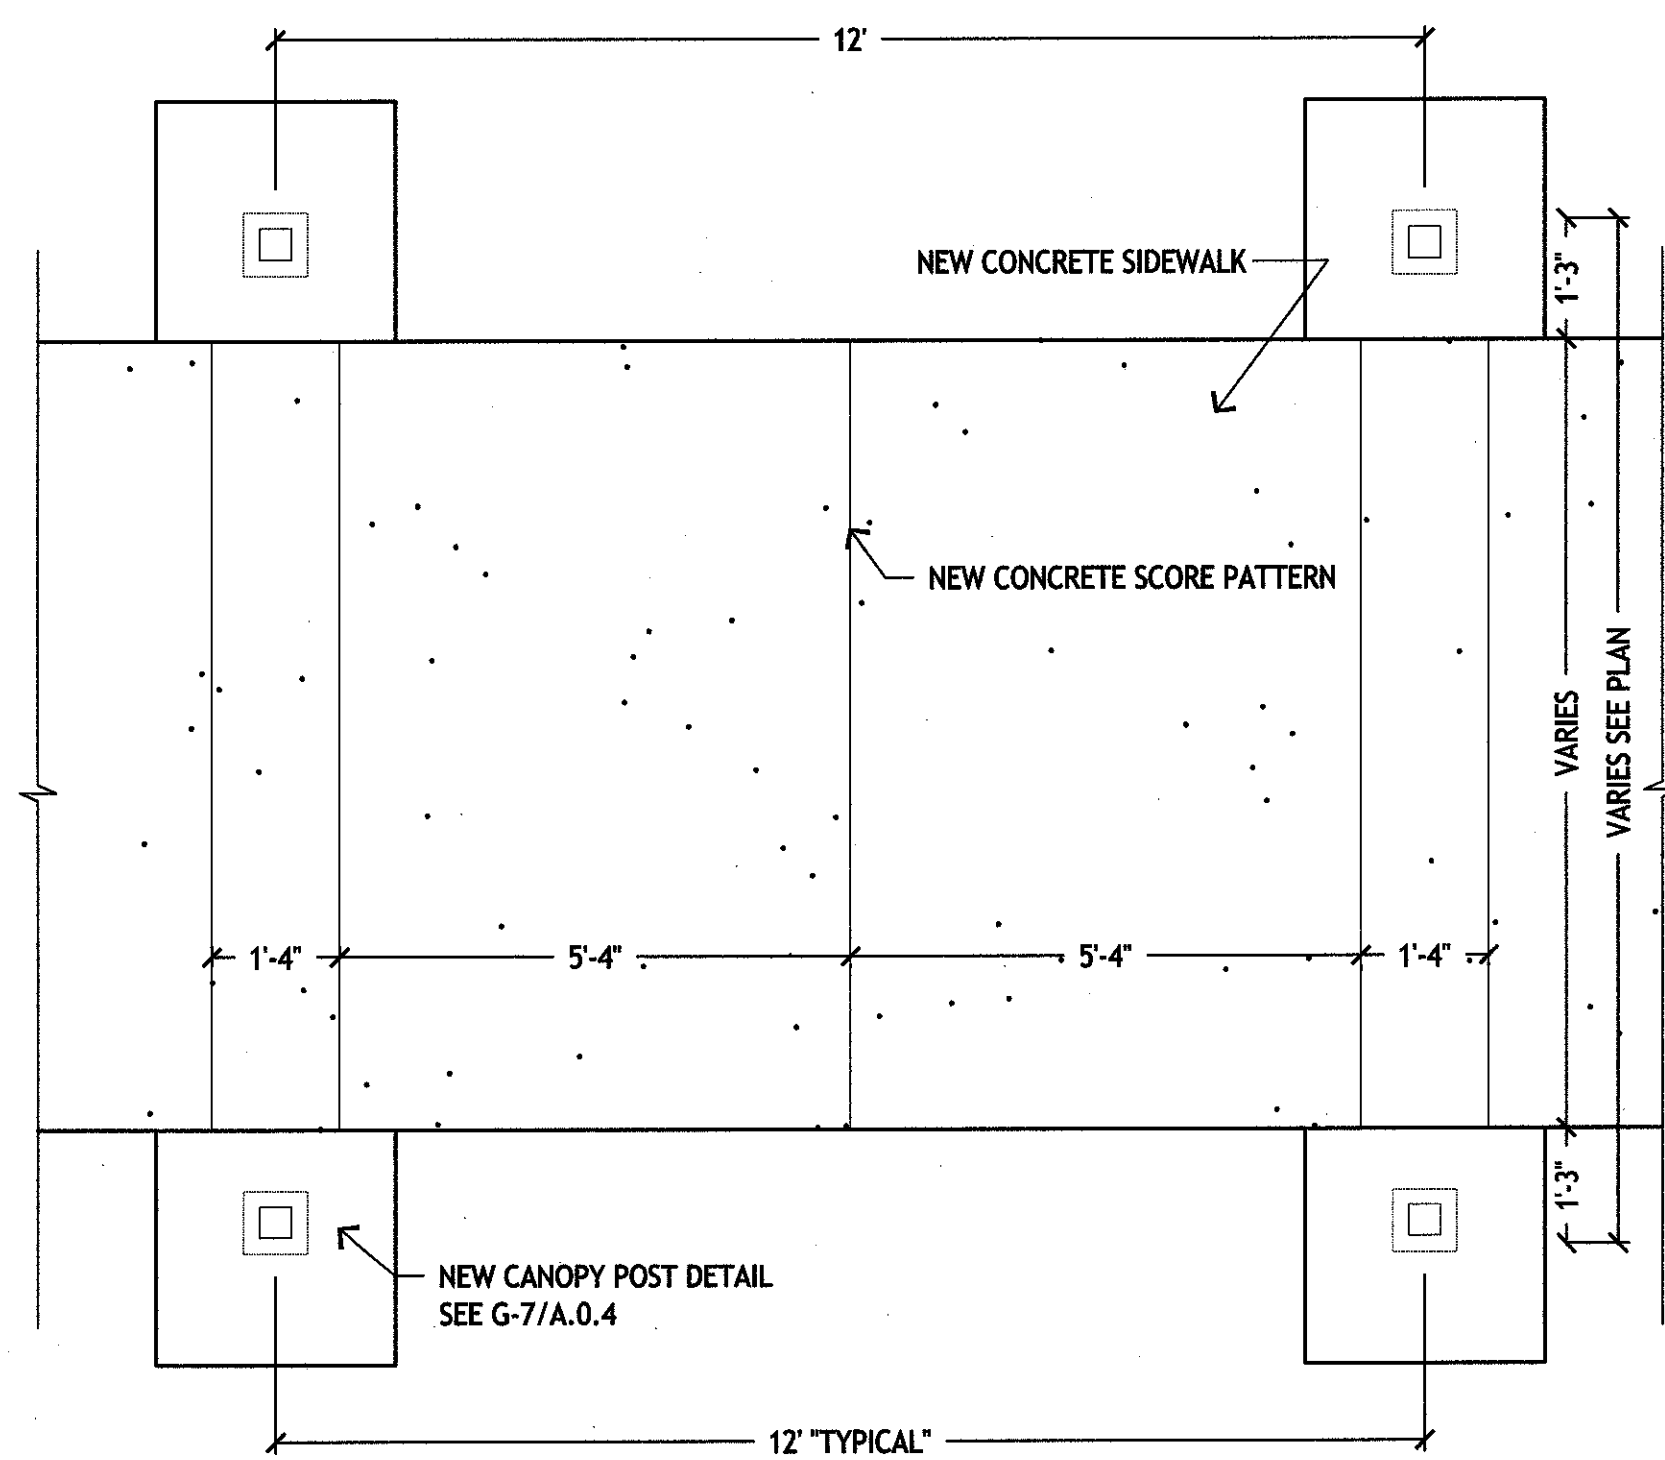 12'
NEW CONCRETE SIDEWALK
1'-3"
NEW CONCRETE SCORE PATTERN
VARIES
VARIES SEE PLAN
1'-4"
5'-4"
5'-4"
1'-4"
1'-3"
NEW CANOPY POST DETAIL
SEE G-7/A.0.4
12' "TYPICAL"